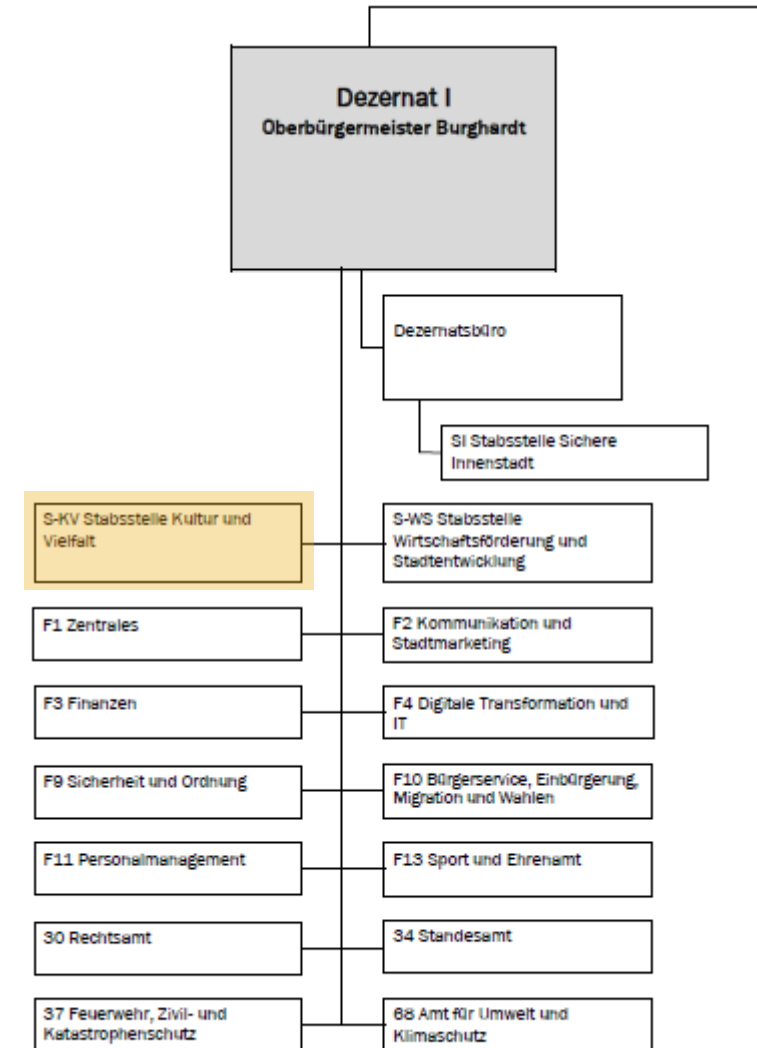 Dezernat I
Oberbürgermeister Burghardt
Dezernatsbüro
SI Stabsstelle Sichere
Innenstadt
S-KV Stabsstelle Kultur und
Vielfalt
S-WS Stabsstelle
Wirtschaftsförderung und
Stadtentwicklung
F1 Zentrales
F2 Kommunikation und
Stadtmarketing
F3 Finanzen
F4 Digitale Transformation und
IT
F9 Sicherheit und Ordnung
F10 Bürgerservice, Einbürgerung,
Migration und Wahlen
F11 Personalmanagement
F13 Sport und Ehrenamt
30 Rechtsamt
34 Standesamt
37 Feuerwehr, Zivil- und
Katastrophenschutz
68 Amt für Umwelt und
Klimaschutz